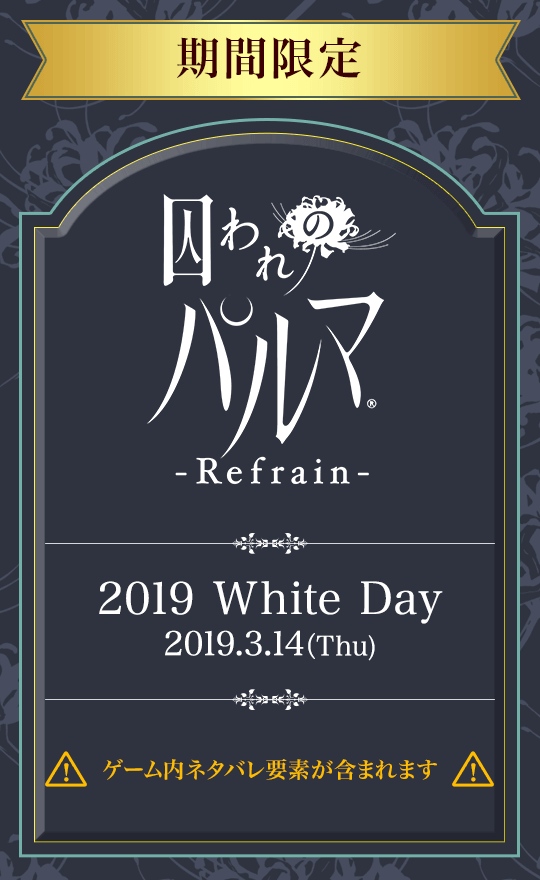 期間限定
囚われの
パルマ®
-Refrain-
2019 White Day
2019.3.14(Thu)
ゲーム内ネタバレ要素が含まれます